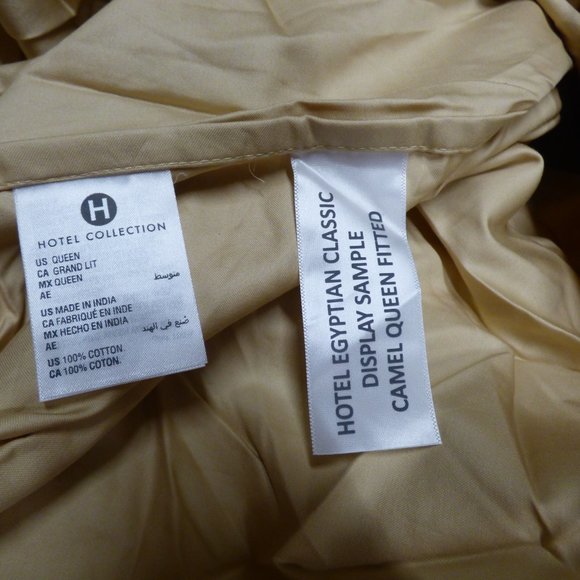 H
HOTEL COLLECTION
US QUEEN
CA GRAND LIT
MX QUEEN
AE متوسط
US MADE IN INDIA
CA FABRIQUÉ EN INDE
MX HECHO EN INDIA
AE صُنع في الهند
US 100% COTTON
CA 100% COTON.
HOTEL EGYPTIAN CLASSIC
DISPLAY SAMPLE
CAMEL QUEEN FITTED